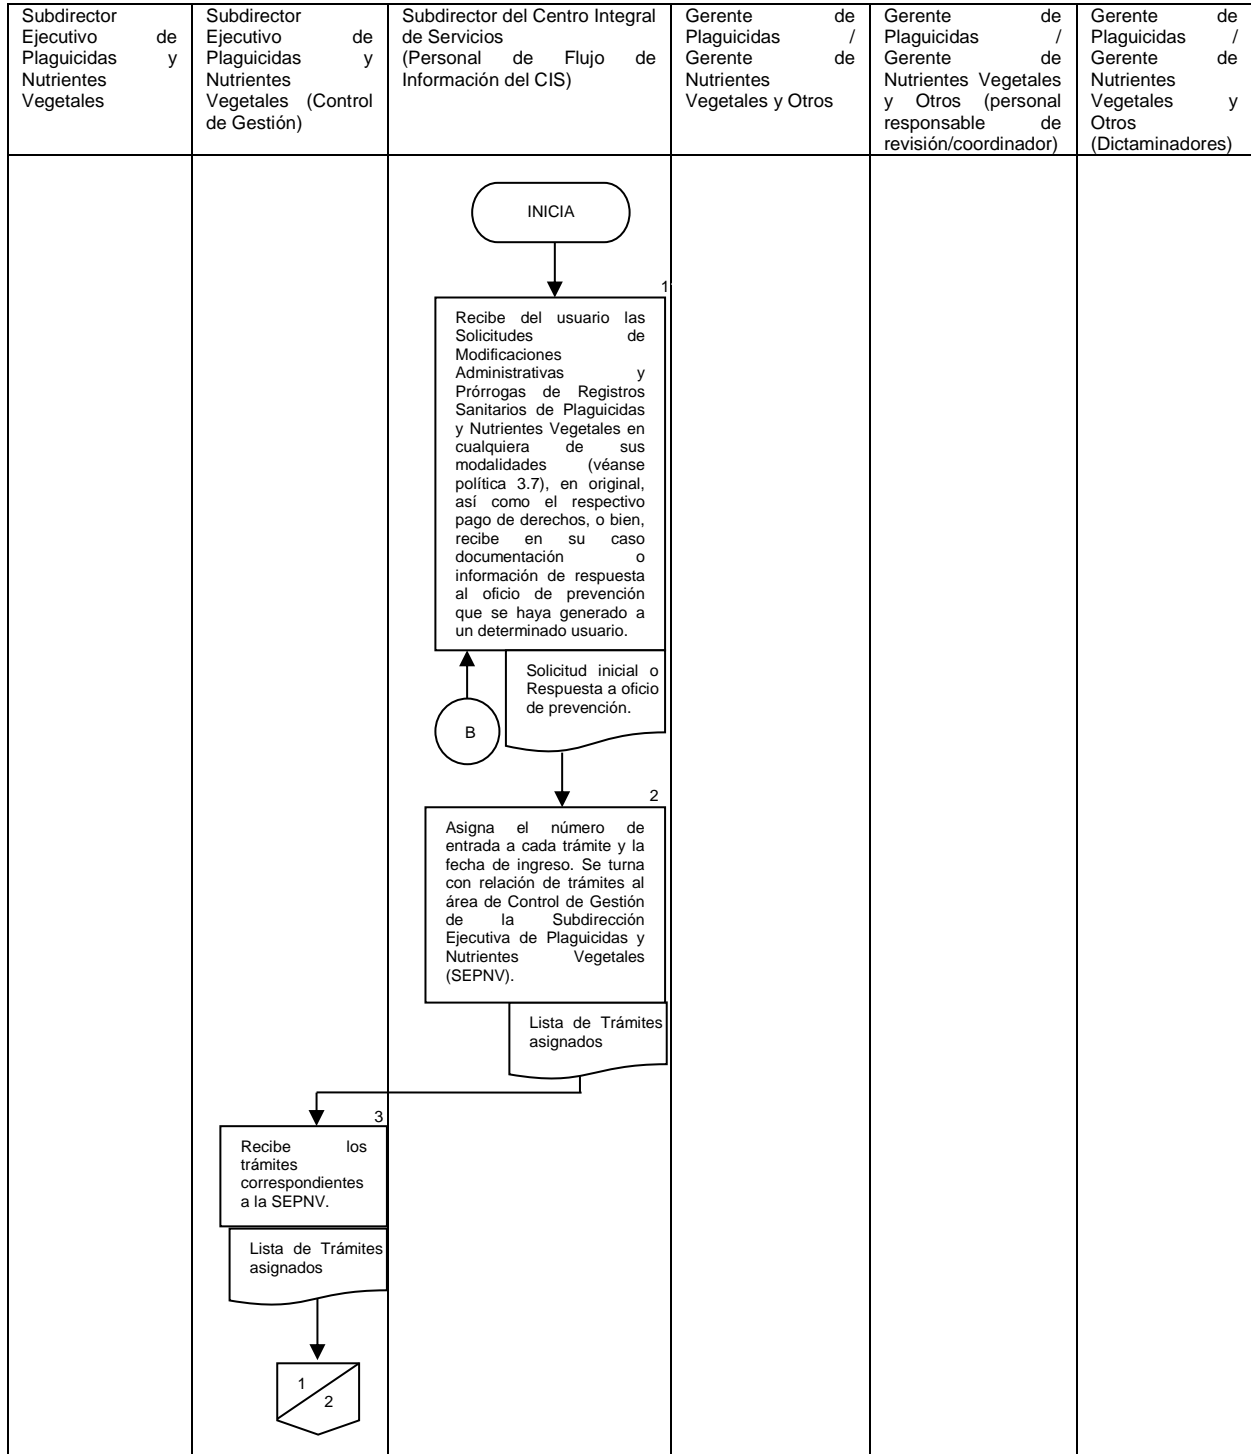 Subdirector
Ejecutivo de
Plaguicidas y
Nutrientes
Vegetales
Subdirector
Ejecutivo de
Plaguicidas y
Nutrientes
Vegetales (Control
de Gestión)
Subdirector del Centro Integral
de Servicios
(Personal de Flujo de
Información del CIS)
Gerente de
Plaguicidas /
Gerente de
Nutrientes
Vegetales y Otros
Gerente de
Plaguicidas /
Gerente de
Nutrientes Vegetales
y Otros (personal
responsable de
revisión/coordinador)
Gerente de
Plaguicidas /
Gerente de
Nutrientes
Vegetales y
Otros
(Dictaminadores)
INICIA
1
Recibe del usuario las
Solicitudes de
Modificaciones
Administrativas y
Prórrogas de Registros
Sanitarios de Plaguicidas
y Nutrientes Vegetales en
cualquiera de sus
modalidades (véanse
política 3.7), en original,
así como el respectivo
pago de derechos, o bien,
recibe en su caso
documentación o
información de respuesta
al oficio de prevención
que se haya generado a
un determinado usuario.
Solicitud inicial o
Respuesta a oficio
de prevención.
B
2
Asigna el número de
entrada a cada trámite y la
fecha de ingreso. Se turna
con relación de trámites al
área de Control de Gestión
de la Subdirección
Ejecutiva de Plaguicidas y
Nutrientes Vegetales
(SEPNV).
Lista de Trámites
asignados
3
Recibe los
trámites
correspondientes
a la SEPNV.
Lista de Trámites
asignados
1
2